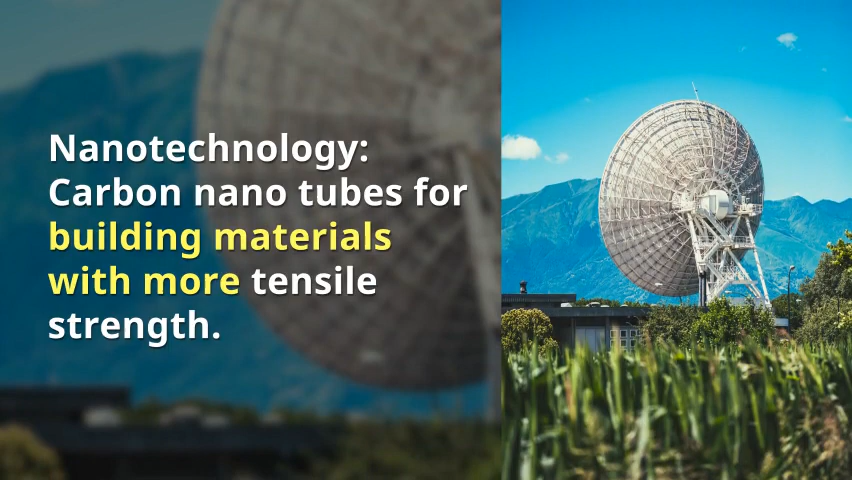 Nanotechnology:
Carbon nano tubes for
building materials
with more tensile
strength.